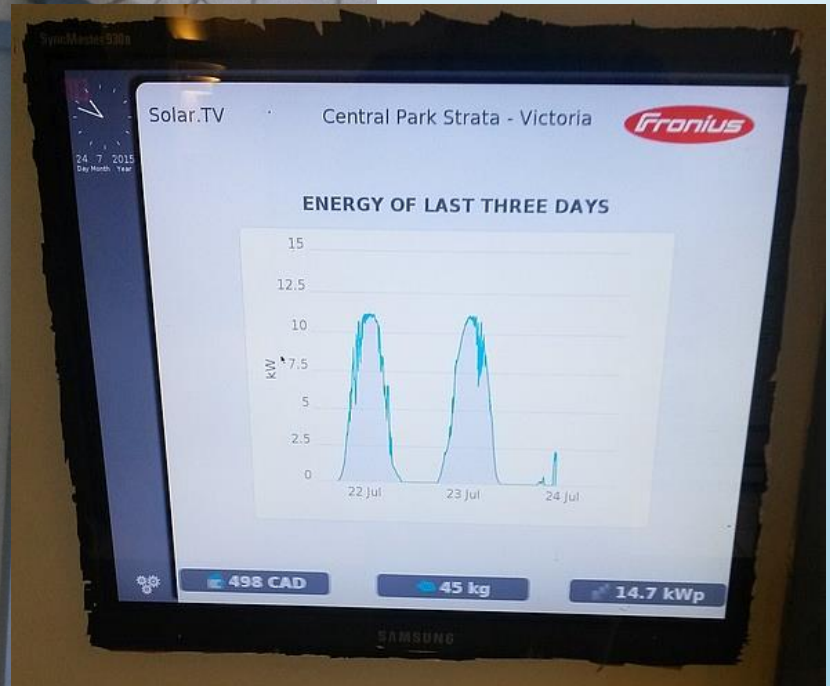 SyncMaster 930B
24 7 2015
Day Month Year
Solar.TV
Central Park Strata - Victoria
Fronius
ENERGY OF LAST THREE DAYS
15
12.5
10
7.5
5
2.5
0
kW
22 Jul
23 Jul
24 Jul
498 CAD
45 kg
14.7 kWp
SAMSUNG